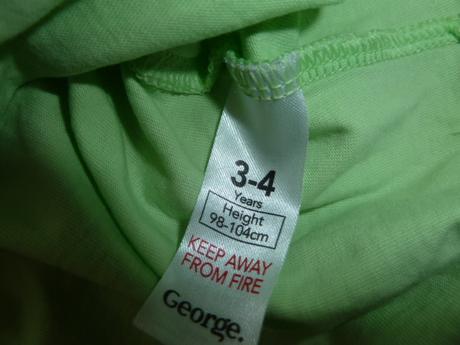 3-4
Years
Height
98-104cm
KEEP AWAY
FROM FIRE
George.